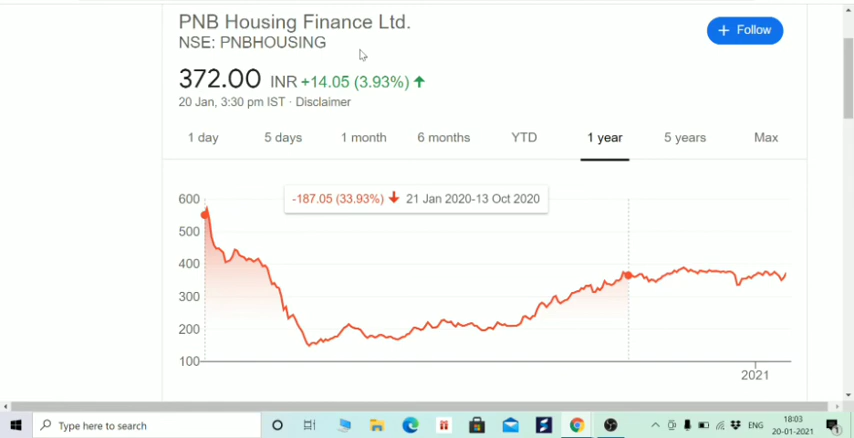 PNB Housing Finance Ltd.
NSE: PNBHOUSING
+ Follow
372.00 INR +14.05 (3.93%) ↑
20 Jan, 3:30 pm IST · Disclaimer
1 day 5 days 1 month 6 months YTD 1 year 5 years Max
-187.05 (33.93%) ↓ 21 Jan 2020-13 Oct 2020
600
500
400
300
200
100
2021
Type here to search
ENG
18:03
20-01-2021
1